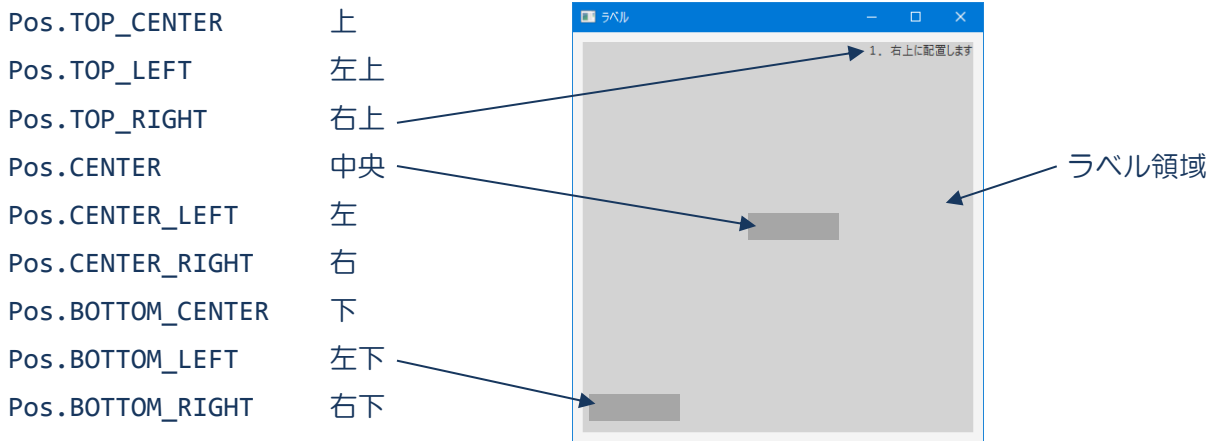 Pos.TOP_CENTER 上
Pos.TOP_LEFT 左上
Pos.TOP_RIGHT 右上
Pos.CENTER 中央
Pos.CENTER_LEFT 左
Pos.CENTER_RIGHT 右
Pos.BOTTOM_CENTER 下
Pos.BOTTOM_LEFT 左下
Pos.BOTTOM_RIGHT 右下
ラベル
1. 右上に配置します
ラベル領域